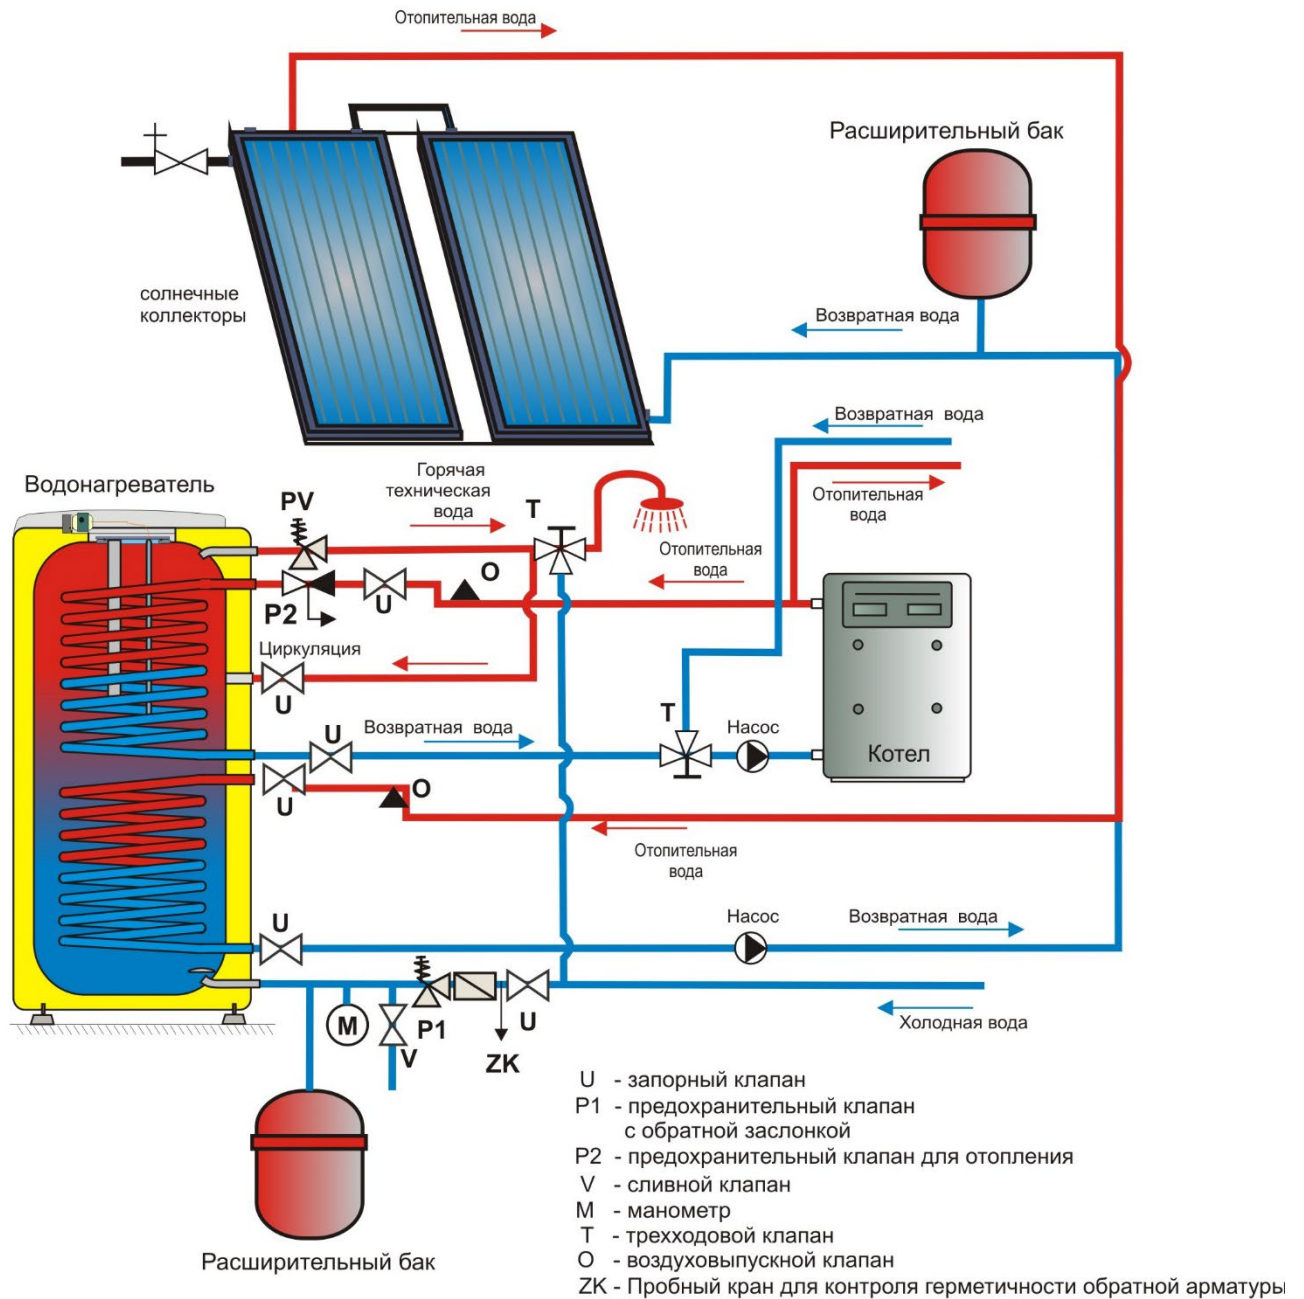 Отопительная вода
Расширительный бак
солнечные
коллекторы
Возвратная вода
Возвратная вода
Водонагреватель
Горячая
техническая
вода
PV
T
Отопительная
вода
Отопительная
вода
O
P2
U
Циркуляция
U
U
Возвратная вода
T
Насос
Котел
U
O
Отопительная
вода
U
Насос
Возвратная вода
M
V
P1
ZK
U
Холодная вода
Расширительный бак
U - запорный клапан
P1 - предохранительный клапан
с обратной заслонкой
P2 - предохранительный клапан для отопления
V - сливной клапан
M - манометр
T - трехходовой клапан
O - воздуховыпускной клапан
ZK - Пробный кран для контроля герметичности обратной арматуры